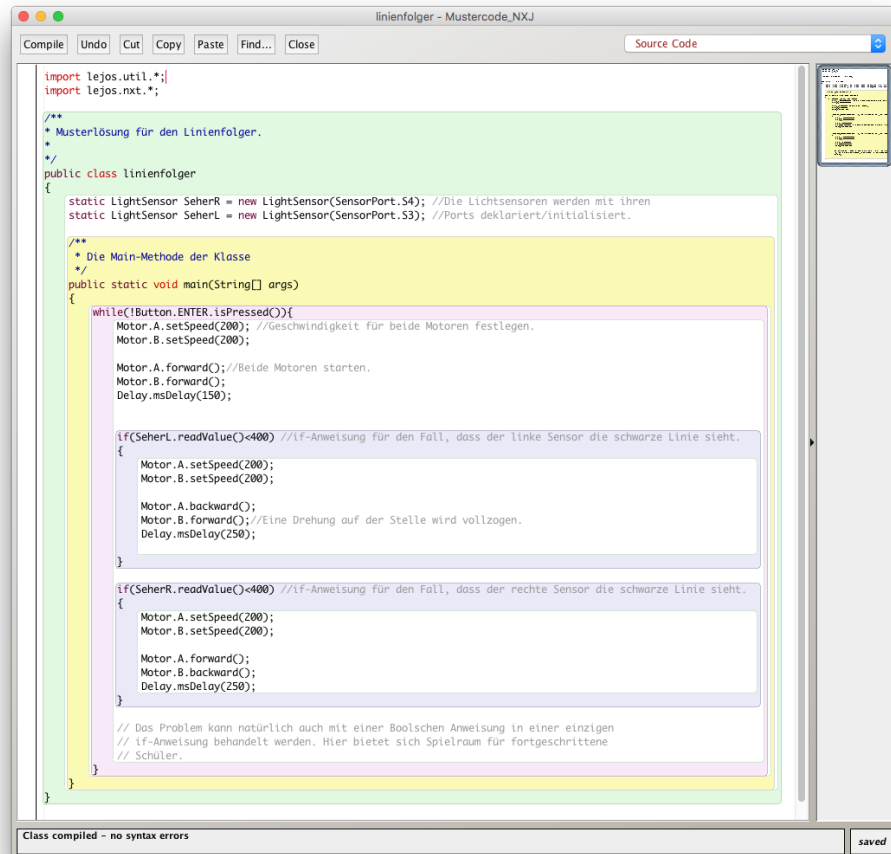 linienfolger - Mustercode_NXJ
Compile Undo Cut Copy Paste Find... Close Source Code
import lejos.util.*;
import lejos.nxt.*;
/**
* Musterlösung für den Linienfolger.
*
*/
public class linienfolger
{
static LightSensor SeherR = new LightSensor(SensorPort.S4); //Die Lichtsensoren werden mit ihren
static LightSensor SeherL = new LightSensor(SensorPort.S3); //Ports deklariert/initialisiert.
/**
* Die Main-Methode der Klasse
*/
public static void main(String[] args)
{
while(!Button.ENTER.isPressed()){
Motor.A.setSpeed(200); //Geschwindigkeit für beide Motoren festlegen.
Motor.B.setSpeed(200);
Motor.A.forward();//Beide Motoren starten.
Motor.B.forward();
Delay.msDelay(150);
if(SeherL.readValue()<400) //if-Anweisung für den Fall, dass der linke Sensor die schwarze Linie sieht.
{
Motor.A.setSpeed(200);
Motor.B.setSpeed(200);
Motor.A.backward();
Motor.B.forward();//Eine Drehung auf der Stelle wird vollzogen.
Delay.msDelay(250);
}
if(SeherR.readValue()<400) //if-Anweisung für den Fall, dass der rechte Sensor die schwarze Linie sieht.
{
Motor.A.setSpeed(200);
Motor.B.setSpeed(200);
Motor.A.forward();
Motor.B.backward();
Delay.msDelay(250);
}
// Das Problem kann natürlich auch mit einer Boolschen Anweisung in einer einzigen
// if-Anweisung behandelt werden. Hier bietet sich Spielraum für fortgeschrittene
// Schüler.
}
}
}
Class compiled - no syntax errors
saved